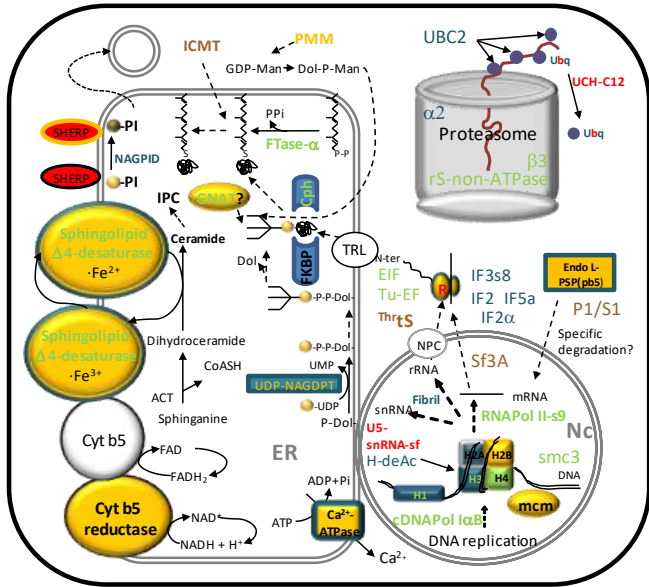 PMM
ICMT
GDP-Man
Dol-P-Man
UBC2
Ubq
UCH-C12
Ubq
α2
Proteasome
β3
rS-non-ATPase
PPi
S
S
P-P
FTase-α
SHERP
-PI
NAGPID
SHERP
-PI
IPC
GNAT?
Cph
Ceramide
FKBP
TRL
Dol
Sphingolipid
Δ4-desaturase
·Fe2+
-P-P-Dol-
Sphingolipid
Δ4-desaturase
·Fe3+
Dihydroceramide
CoASH
ACT
Sphinganine
-P-P-Dol-
UMP
UDP-NAGDPT
-UDP
P-Dol-
N-ter
EIF
Tu-EF
ThrtS
R
IF3s8
IF2 IF5a
IF2α
Endo L-
PSP(pb5)
P1/S1
Specific
degradation?
NPC
Sf3A
rRNA
mRNA
Fibril
snRNA
RNAPol II-s9
Nc
U5-
snRNA-sf
H-deAc
H2A
H2B
H3
H4
smc3
DNA
H1
mcm
cDNAPol IαB
DNA replication
Cyt b5
FAD
FADH2
ER
Cyt b5
reductase
NAD+
NADH + H+
ADP+Pi
ATP
Ca2+-
ATPase
Ca2+